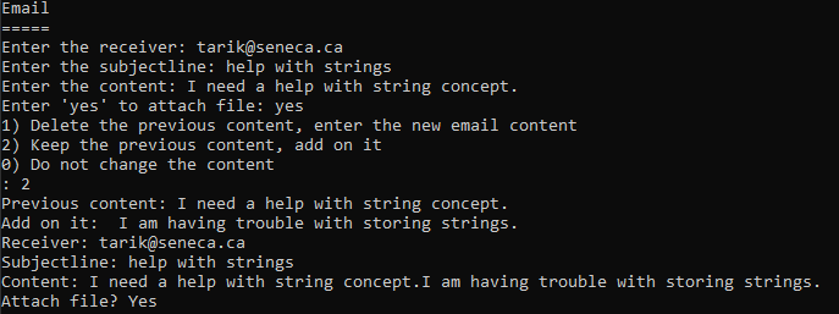 Email
=====
Enter the receiver: tarik@seneca.ca
Enter the subjectline: help with strings
Enter the content: I need a help with string concept.
Enter 'yes' to attach file: yes
1) Delete the previous content, enter the new email content
2) Keep the previous content, add on it
0) Do not change the content
: 2
Previous content: I need a help with string concept.
Add on it:  I am having trouble with storing strings.
Receiver: tarik@seneca.ca
Subjectline: help with strings
Content: I need a help with string concept.I am having trouble with storing strings.
Attach file? Yes